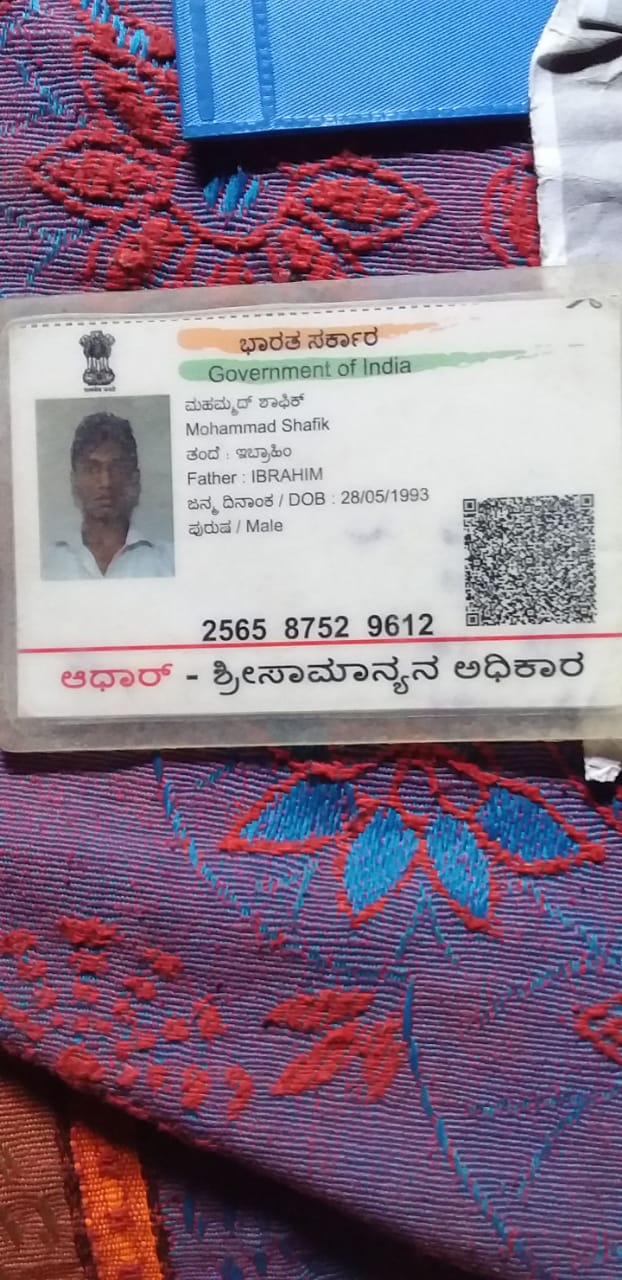 ಭಾರತ ಸರ್ಕಾರ
Government of India
ಮಹಮ್ಮದ್ ಶಾಫಿಕ್
Mohammad Shafik
ತಂದೆ : ಇಬ್ರಾಹಿಂ
Father : IBRAHIM
ಜನ್ಮ ದಿನಾಂಕ / DOB : 28/05/1993
ಪುರುಷ / Male
2565 8752 9612
ಆಧಾರ್ - ಶ್ರೀಸಾಮಾನ್ಯನ ಅಧಿಕಾರ